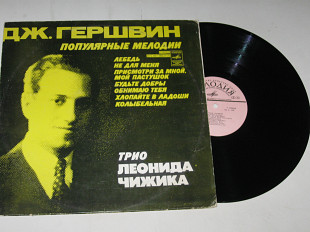 ДЖ. ГЕРШВИН
ПОПУЛЯРНЫЕ МЕЛОДИИ
ЛЕБЕДЬ
НЕ ДЛЯ МЕНЯ
ПРИСМОТРИ ЗА МНОЙ,
МОЙ ПАСТУШОК
БУДЬТЕ ДОБРЫ
ОБНИМАЮ ТЕБЯ
ХЛОПАЙТЕ В ЛАДОШИ
КОЛЫБЕЛЬНАЯ
ТРИО
ЛЕОНИДА
ЧИЖИКА